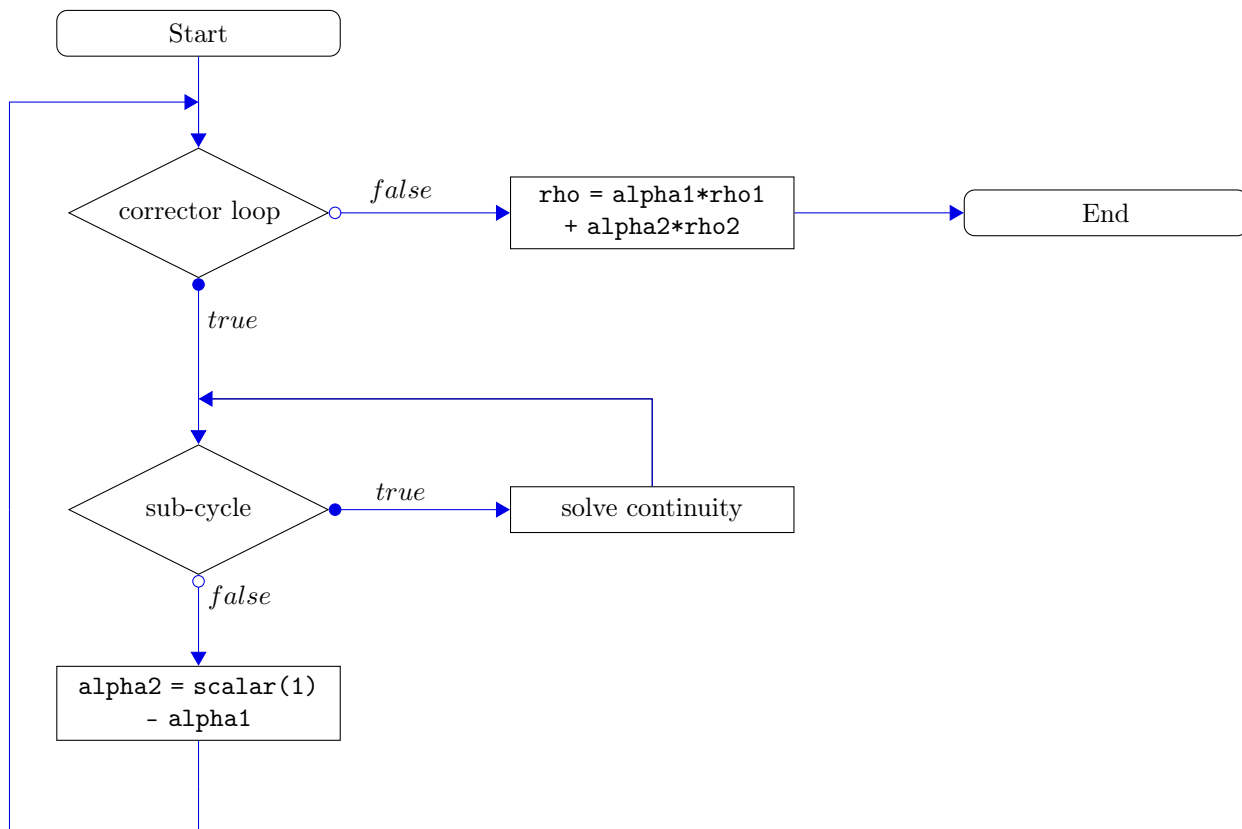 Start
corrector loop
false
rho = alpha1*rho1
+ alpha2*rho2
End
true
sub-cycle
true
solve continuity
false
alpha2 = scalar(1)
- alpha1